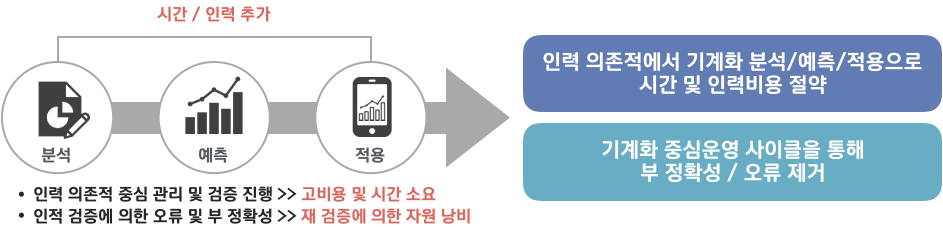 시간 / 인력 추가
분석
예측
적용
• 인력 의존적 중심 관리 및 검증 진행 >> 고비용 및 시간 소요
• 인적 검증에 의한 오류 및 부 정확성 >> 재 검증에 의한 자원 낭비
인력 의존적에서 기계화 분석/예측/적용으로
시간 및 인력비용 절약
기계화 중심운영 사이클을 통해
부 정확성 / 오류 제거